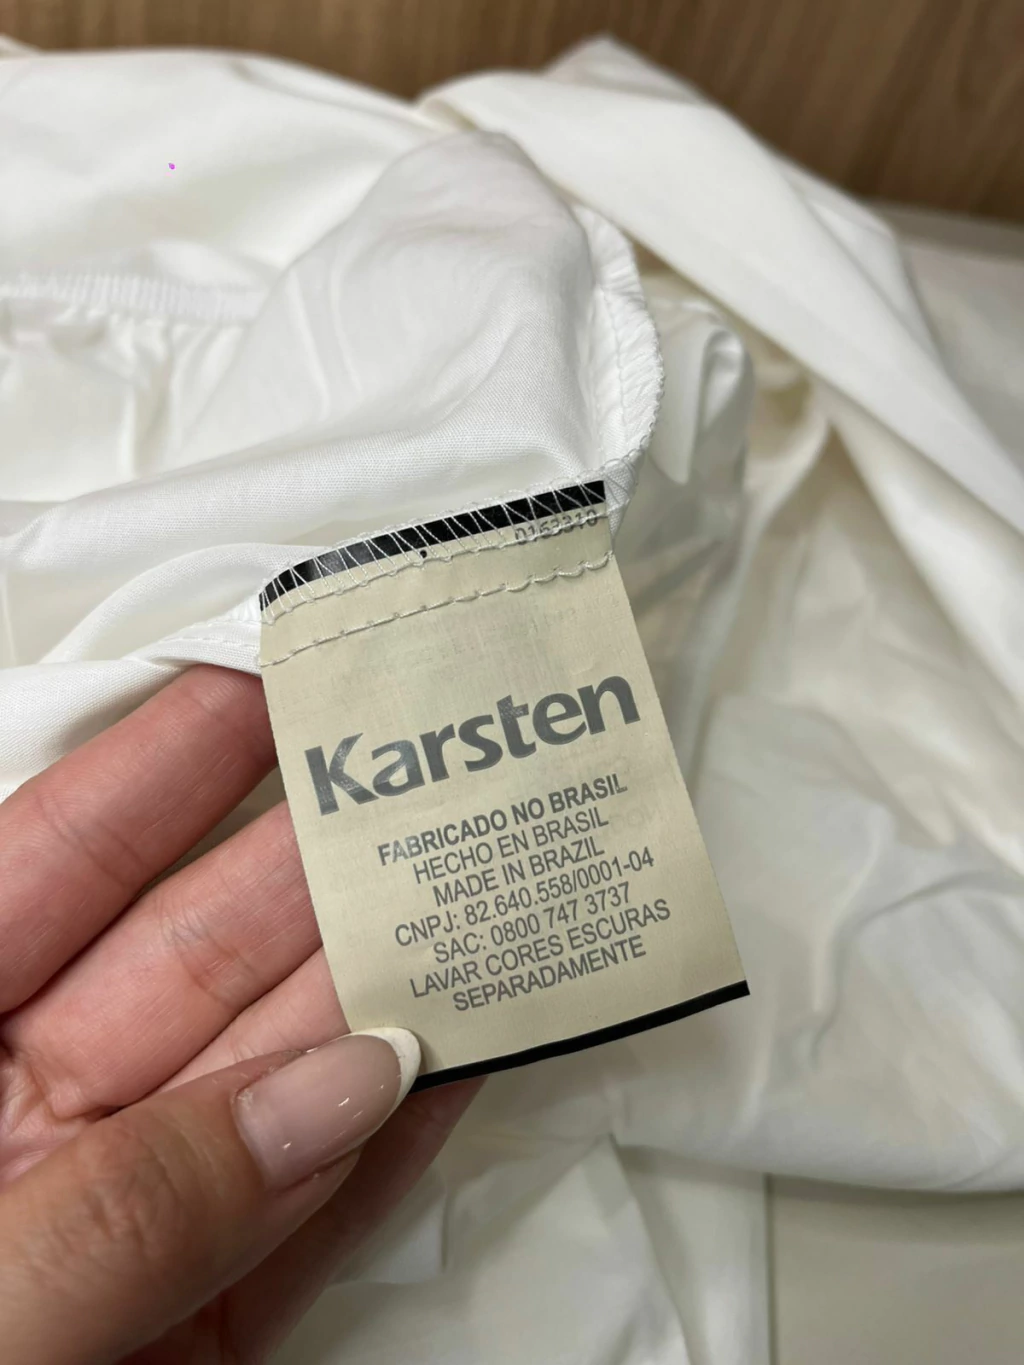 0163310
Karsten
FABRICADO NO BRASIL
HECHO EN BRASIL
MADE IN BRAZIL
CNPJ: 82.640.558/0001-04
SAC: 0800 747 3737
LAVAR CORES ESCURAS
SEPARADAMENTE